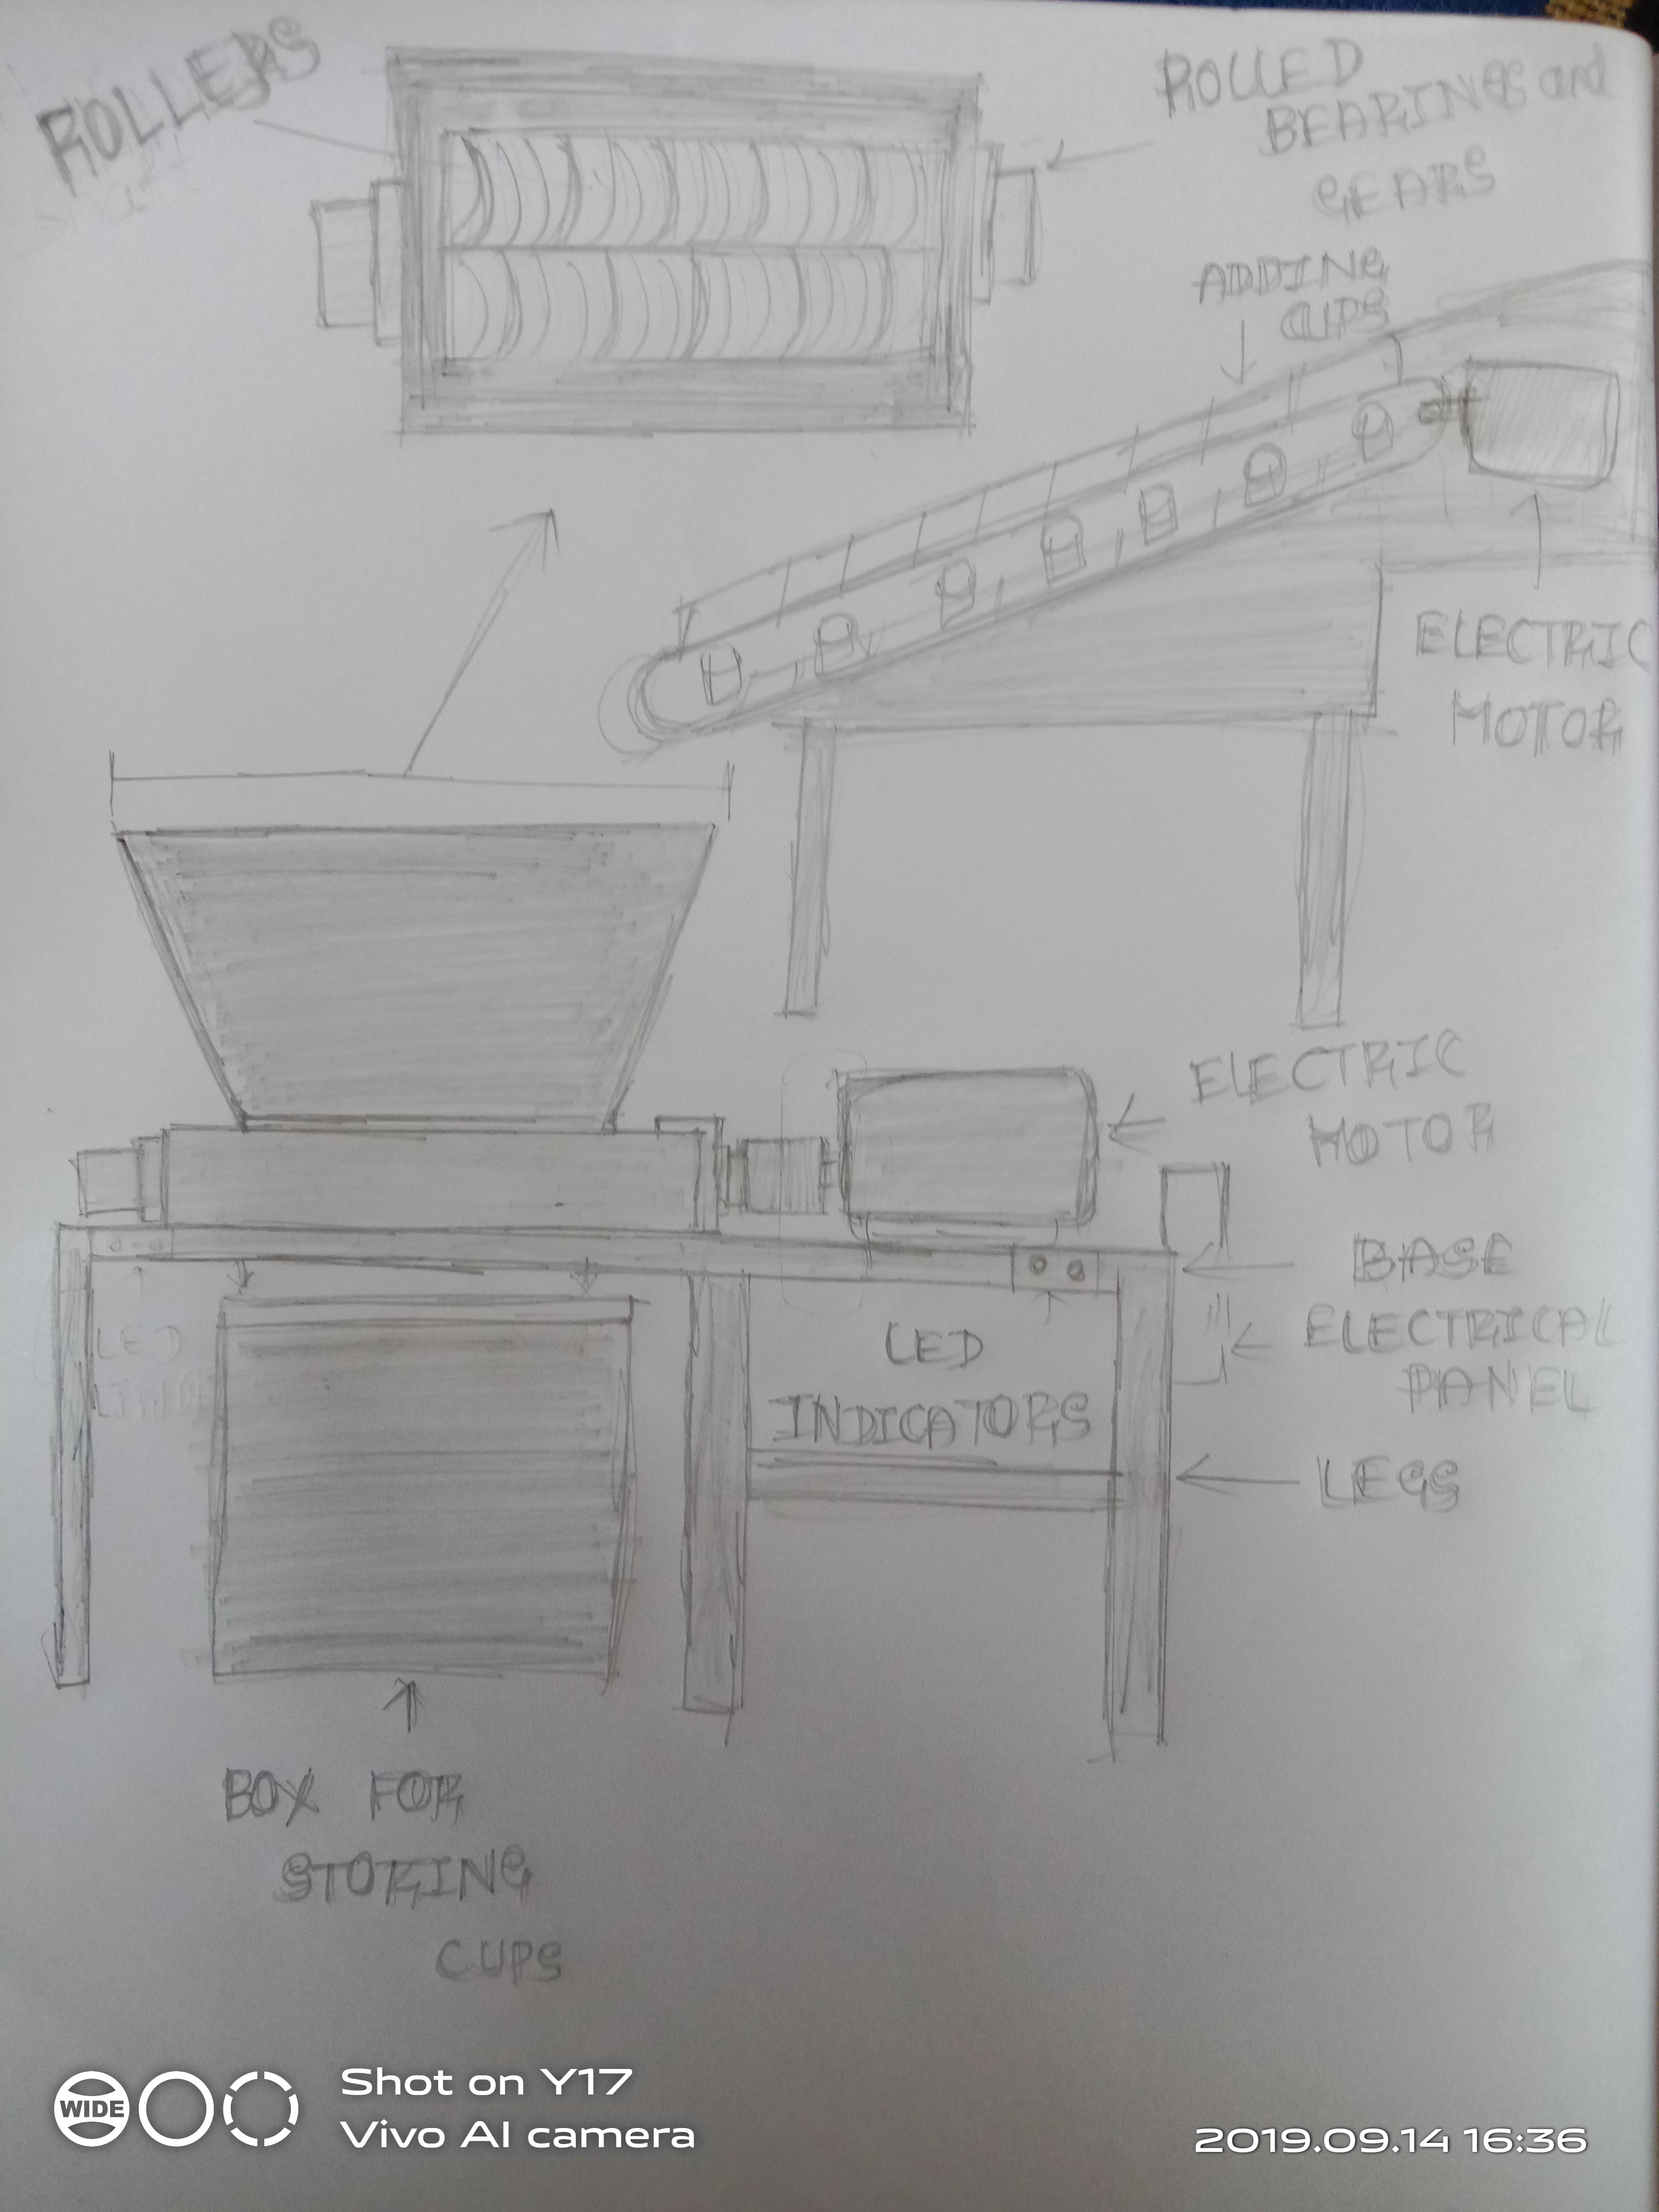 ROLLERS
ROLLED
BEARINGS and
GEARS
ADDING
CUPS
ELECTRIC
MOTOR
ELECTRIC
MOTOR
BASE
ELECTRICAL
PANEL
LED
INDICATORS
LEGS
LED
BOX FOR
STORING
CUPS
WIDE
Shot on Y17
Vivo AI camera
2019.09.14 16:36